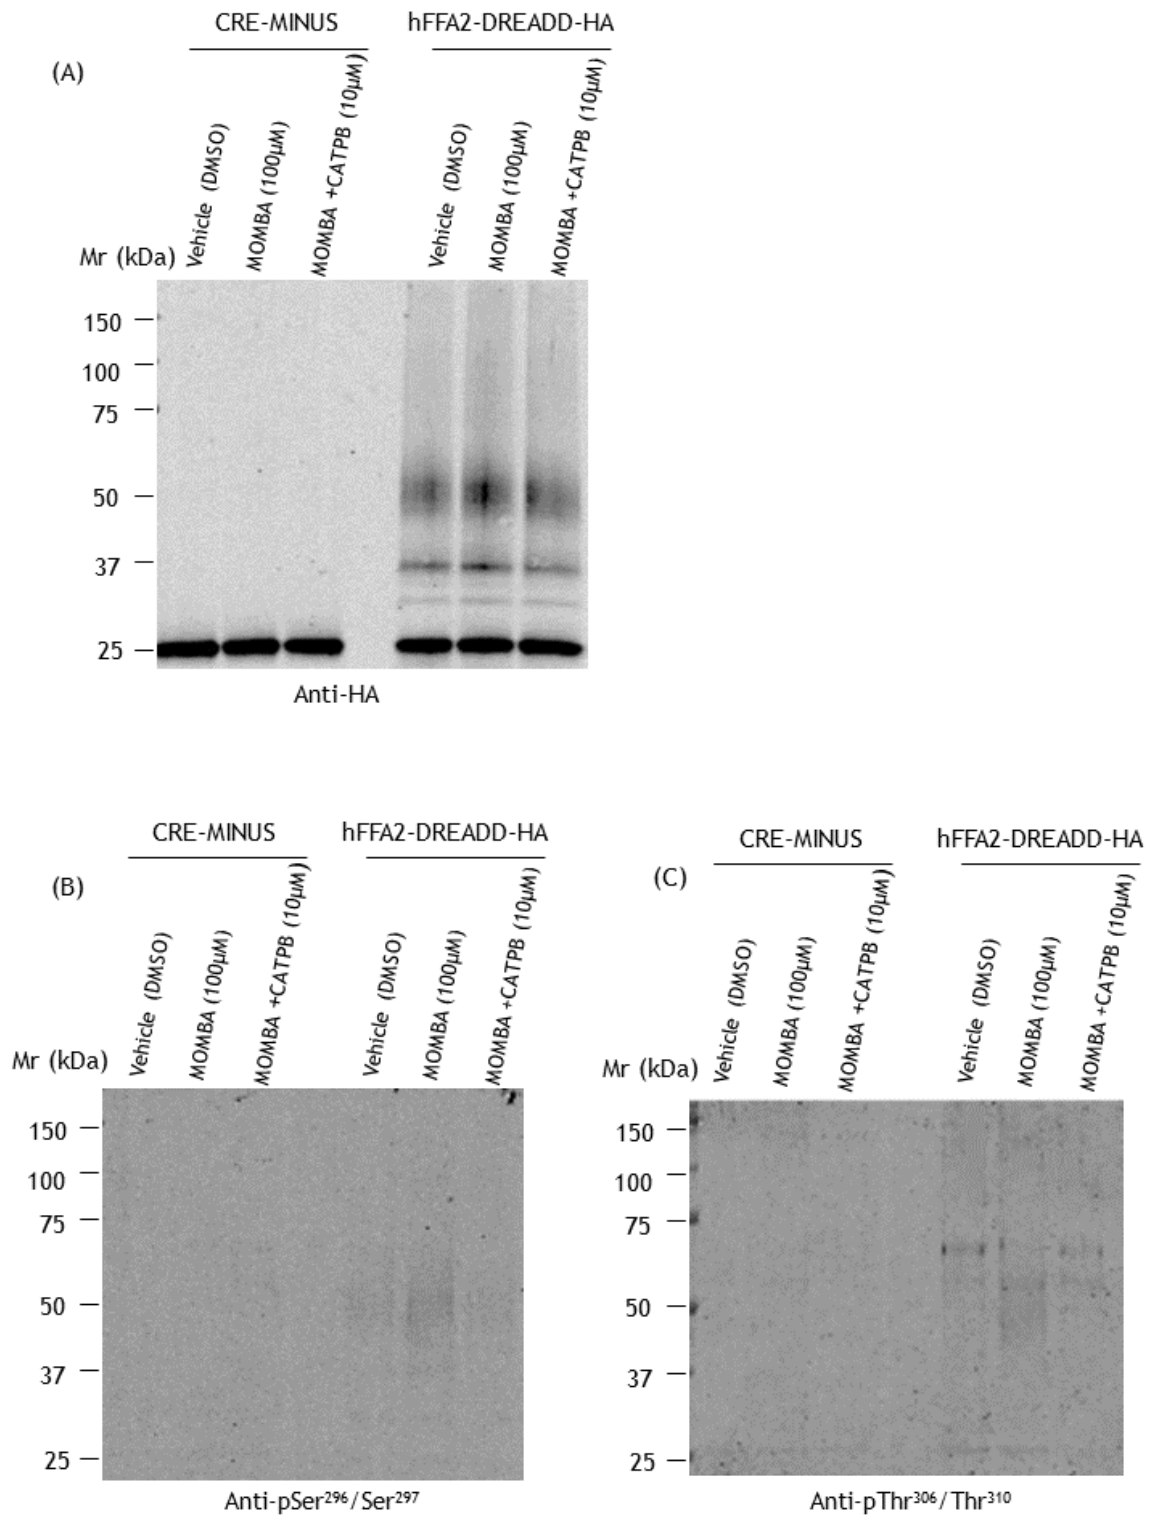 CRE-MINUS hFFA2-DREADD-HA
(A)
Vehicle (DMSO)
MOMBA (100µM)
MOMBA +CATPB (10µM)
Vehicle (DMSO)
MOMBA (100µM)
MOMBA +CATPB (10µM)
Mr (kDa)
150
100
75
50
37
25
Anti-HA
CRE-MINUS hFFA2-DREADD-HA
(B)
Vehicle (DMSO)
MOMBA (100µM)
MOMBA +CATPB (10µM)
Vehicle (DMSO)
MOMBA (100µM)
MOMBA +CATPB (10µM)
Mr (kDa)
150
100
75
50
37
25
Anti-pSer²⁹⁶/Ser²⁹⁷
CRE-MINUS hFFA2-DREADD-HA
(C)
Vehicle (DMSO)
MOMBA (100µM)
MOMBA +CATPB (10µM)
Vehicle (DMSO)
MOMBA (100µM)
MOMBA +CATPB (10µM)
Mr (kDa)
150
100
75
50
37
25
Anti-pThr³⁰⁶/Thr³¹⁰